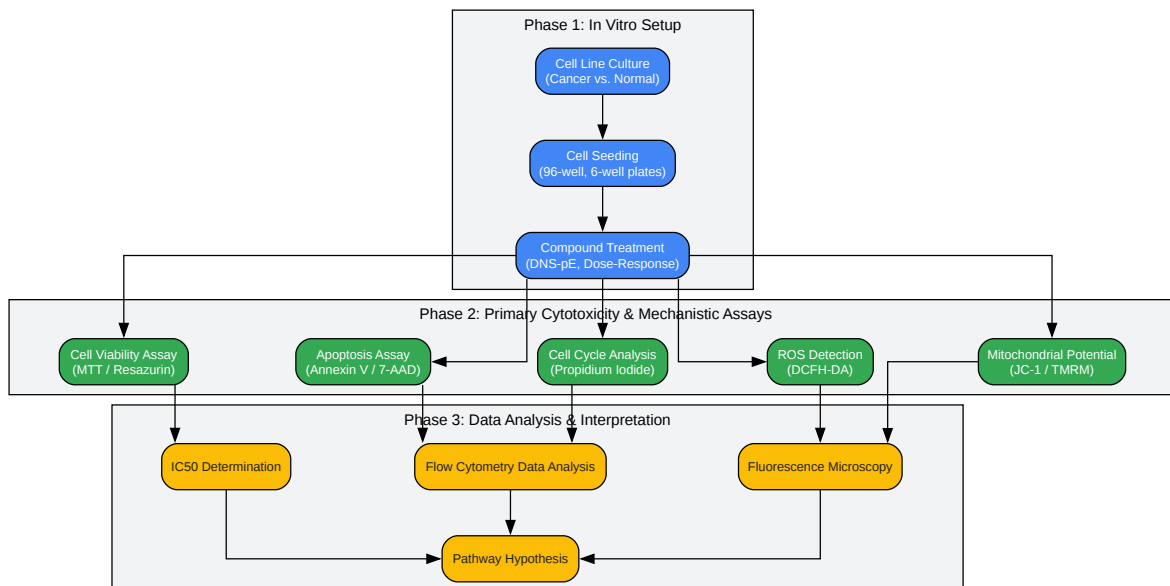 Phase 1: In Vitro Setup
Cell Line Culture
(Cancer vs. Normal)
Cell Seeding
(96-well, 6-well plates)
Compound Treatment
(DNS-pE, Dose-Response)
Phase 2: Primary Cytotoxicity & Mechanistic Assays
Cell Viability Assay
(MTT / Resazurin)
Apoptosis Assay
(Annexin V / 7-AAD)
Cell Cycle Analysis
(Propidium Iodide)
ROS Detection
(DCFH-DA)
Mitochondrial Potential
(JC-1 / TMRM)
Phase 3: Data Analysis & Interpretation
IC50 Determination
Flow Cytometry Data Analysis
Fluorescence Microscopy
Pathway Hypothesis